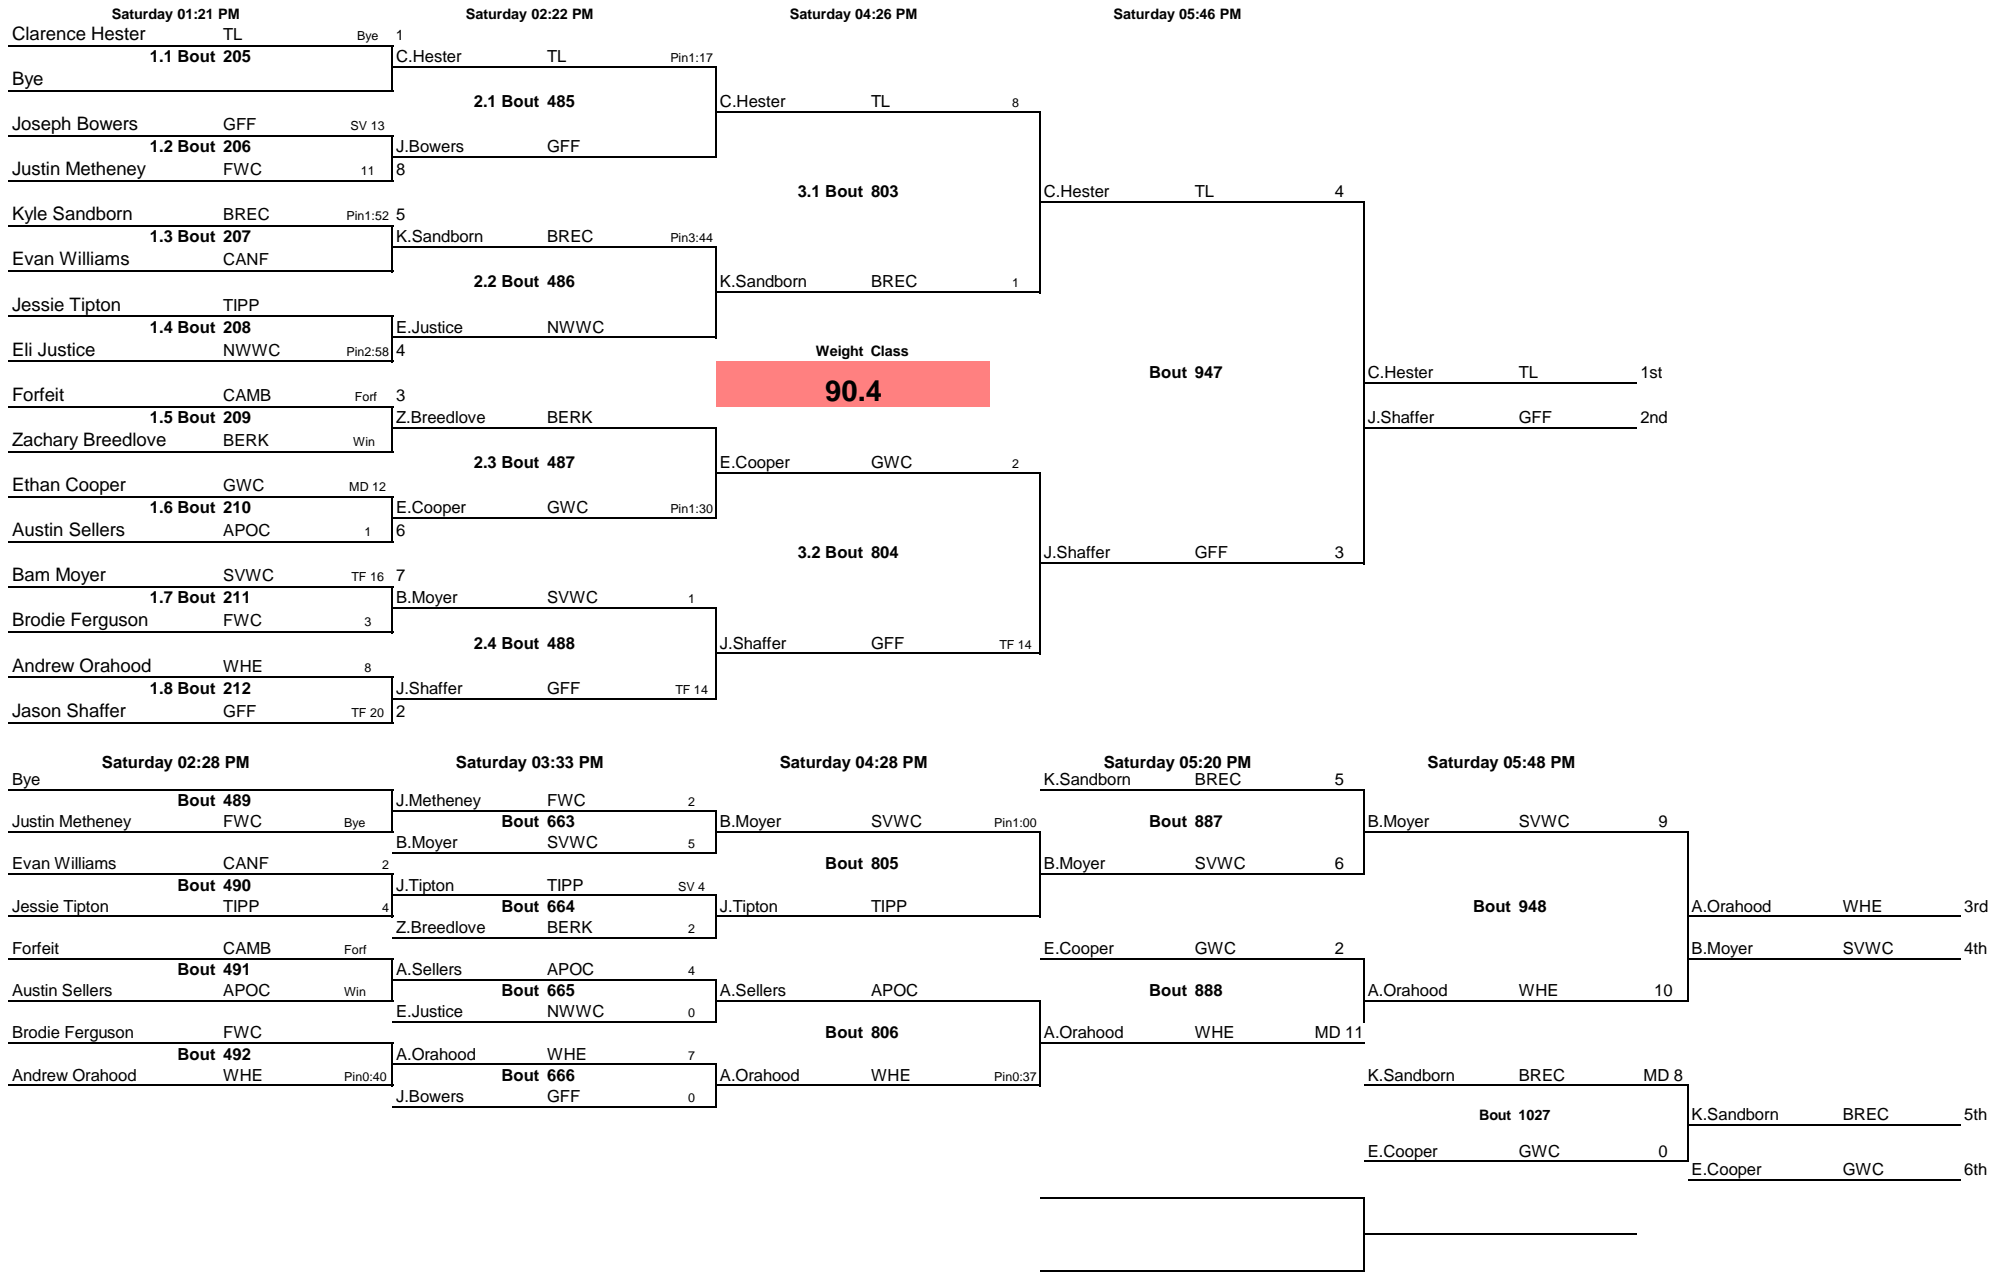 Saturday 01:21 PM Saturday 02:22 PM Saturday 04:26 PM Saturday 05:46 PM
Clarence Hester TL Bye 1
1.1 Bout 205 C.Hester TL Pin1:17
Bye
2.1 Bout 485 C.Hester TL 8
Joseph Bowers GFF SV 13
1.2 Bout 206 J.Bowers GFF
Justin Metheney FWC 11 8
3.1 Bout 803 C.Hester TL 4
Kyle Sandborn BREC Pin1:52 5
1.3 Bout 207 K.Sandborn BREC Pin3:44
Evan Williams CANF
2.2 Bout 486 K.Sandborn BREC 1
Jessie Tipton TIPP
1.4 Bout 208 E.Justice NWWC
Eli Justice NWWC Pin2:58 4 Weight Class
Bout 947 C.Hester TL 1st
Forfeit CAMB Forf 3 90.4
1.5 Bout 209 Z.Breedlove BERK J.Shaffer GFF 2nd
Zachary Breedlove BERK Win
2.3 Bout 487 E.Cooper GWC 2
Ethan Cooper GWC MD 12
1.6 Bout 210 E.Cooper GWC Pin1:30
Austin Sellers APOC 1 6
3.2 Bout 804 J.Shaffer GFF 3
Bam Moyer SVWC TF 16 7
1.7 Bout 211 B.Moyer SVWC 1
Brodie Ferguson FWC 3
2.4 Bout 488 J.Shaffer GFF TF 14
Andrew Orahood WHE 8
1.8 Bout 212 J.Shaffer GFF TF 14
Jason Shaffer GFF TF 20 2
Saturday 02:28 PM Saturday 03:33 PM Saturday 04:28 PM Saturday 05:20 PM Saturday 05:48 PM
Bye K.Sandborn BREC 5
Bout 489 J.Metheney FWC 2
Justin Metheney FWC Bye Bout 663 B.Moyer SVWC Pin1:00 Bout 887 B.Moyer SVWC 9
B.Moyer SVWC 5
Evan Williams CANF 2 Bout 805 B.Moyer SVWC 6
Bout 490 J.Tipton TIPP SV 4
Jessie Tipton TIPP 4 Bout 664 J.Tipton TIPP Bout 948 A.Orahood WHE 3rd
Z.Breedlove BERK 2
Forfeit CAMB Forf E.Cooper GWC 2 B.Moyer SVWC 4th
Bout 491 A.Sellers APOC 4
Austin Sellers APOC Win Bout 665 A.Sellers APOC Bout 888 A.Orahood WHE 10
E.Justice NWWC 0
Brodie Ferguson FWC Bout 806 A.Orahood WHE MD 11
Bout 492 A.Orahood WHE 7
Andrew Orahood WHE Pin0:40 Bout 666 A.Orahood WHE Pin0:37 K.Sandborn BREC MD 8
J.Bowers GFF 0
Bout 1027 K.Sandborn BREC 5th
E.Cooper GWC 0
E.Cooper GWC 6th